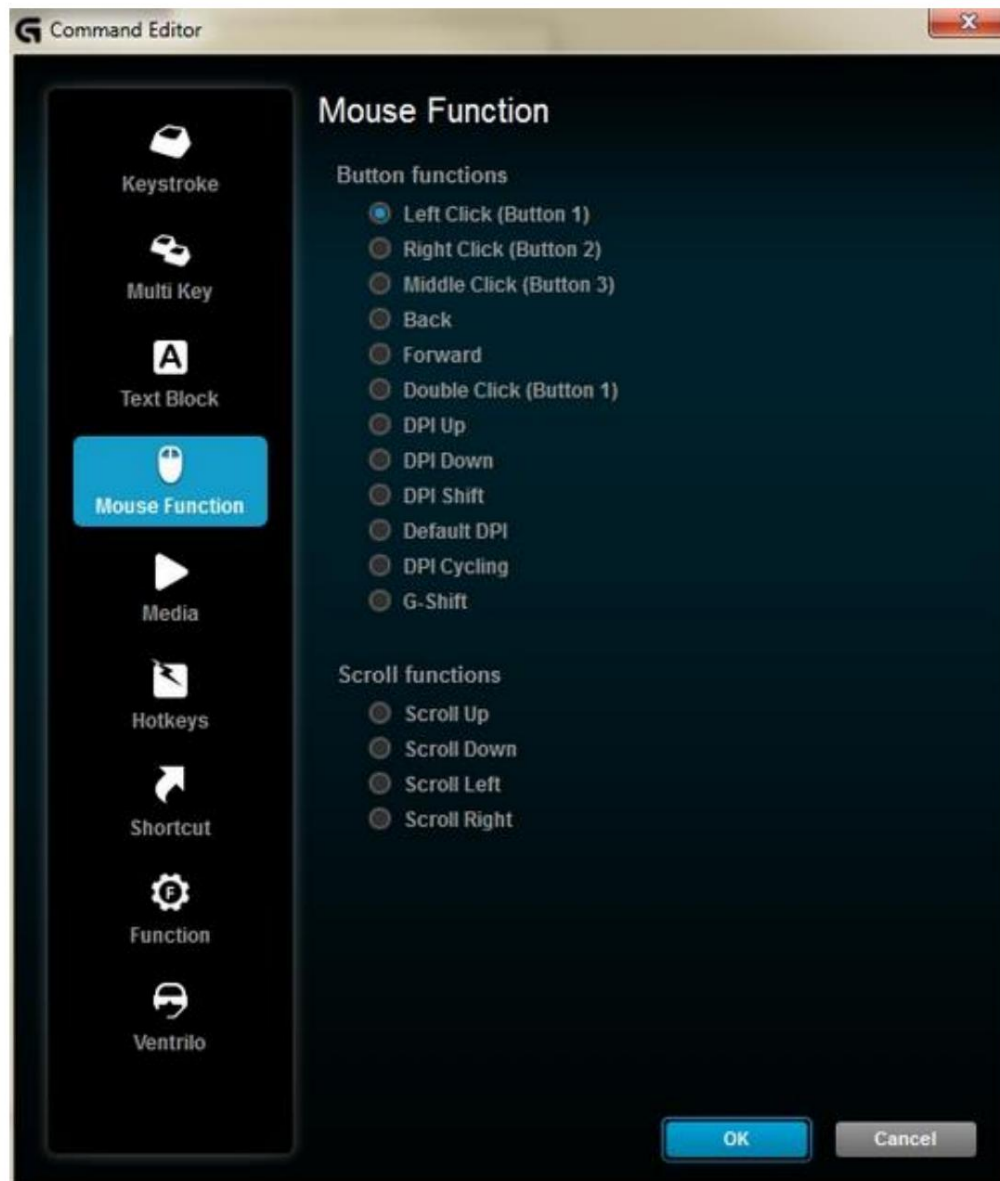 Command Editor
Keystroke
Multi Key
A
Text Block
Mouse Function
Media
Hotkeys
Shortcut
F
Function
Ventrilo
Mouse Function
Button functions
Left Click (Button 1)
Right Click (Button 2)
Middle Click (Button 3)
Back
Forward
Double Click (Button 1)
DPI Up
DPI Down
DPI Shift
Default DPI
DPI Cycling
G-Shift
Scroll functions
Scroll Up
Scroll Down
Scroll Left
Scroll Right
OK
Cancel